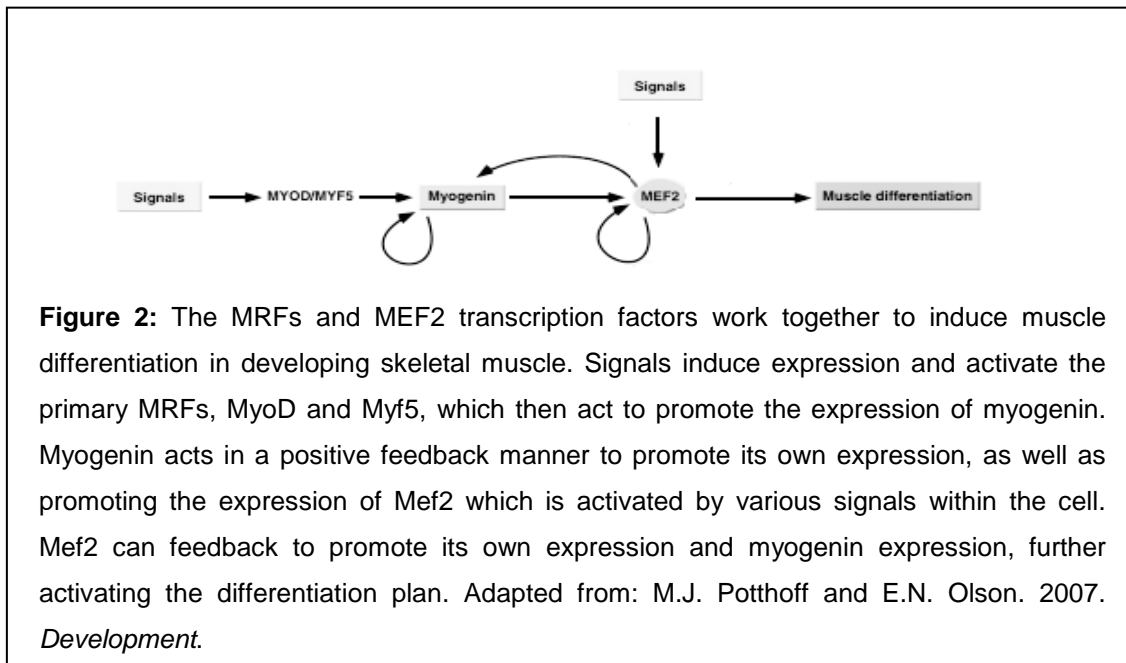 Signals
Signals
MYOD/MYF5
Myogenin
MEF2
Muscle differentiation
Figure 2: The MRFs and MEF2 transcription factors work together to induce muscle
differentiation in developing skeletal muscle. Signals induce expression and activate the
primary MRFs, MyoD and Myf5, which then act to promote the expression of myogenin.
Myogenin acts in a positive feedback manner to promote its own expression, as well as
promoting the expression of Mef2 which is activated by various signals within the cell.
Mef2 can feedback to promote its own expression and myogenin expression, further
activating the differentiation plan. Adapted from: M.J. Potthoff and E.N. Olson. 2007.
Development.